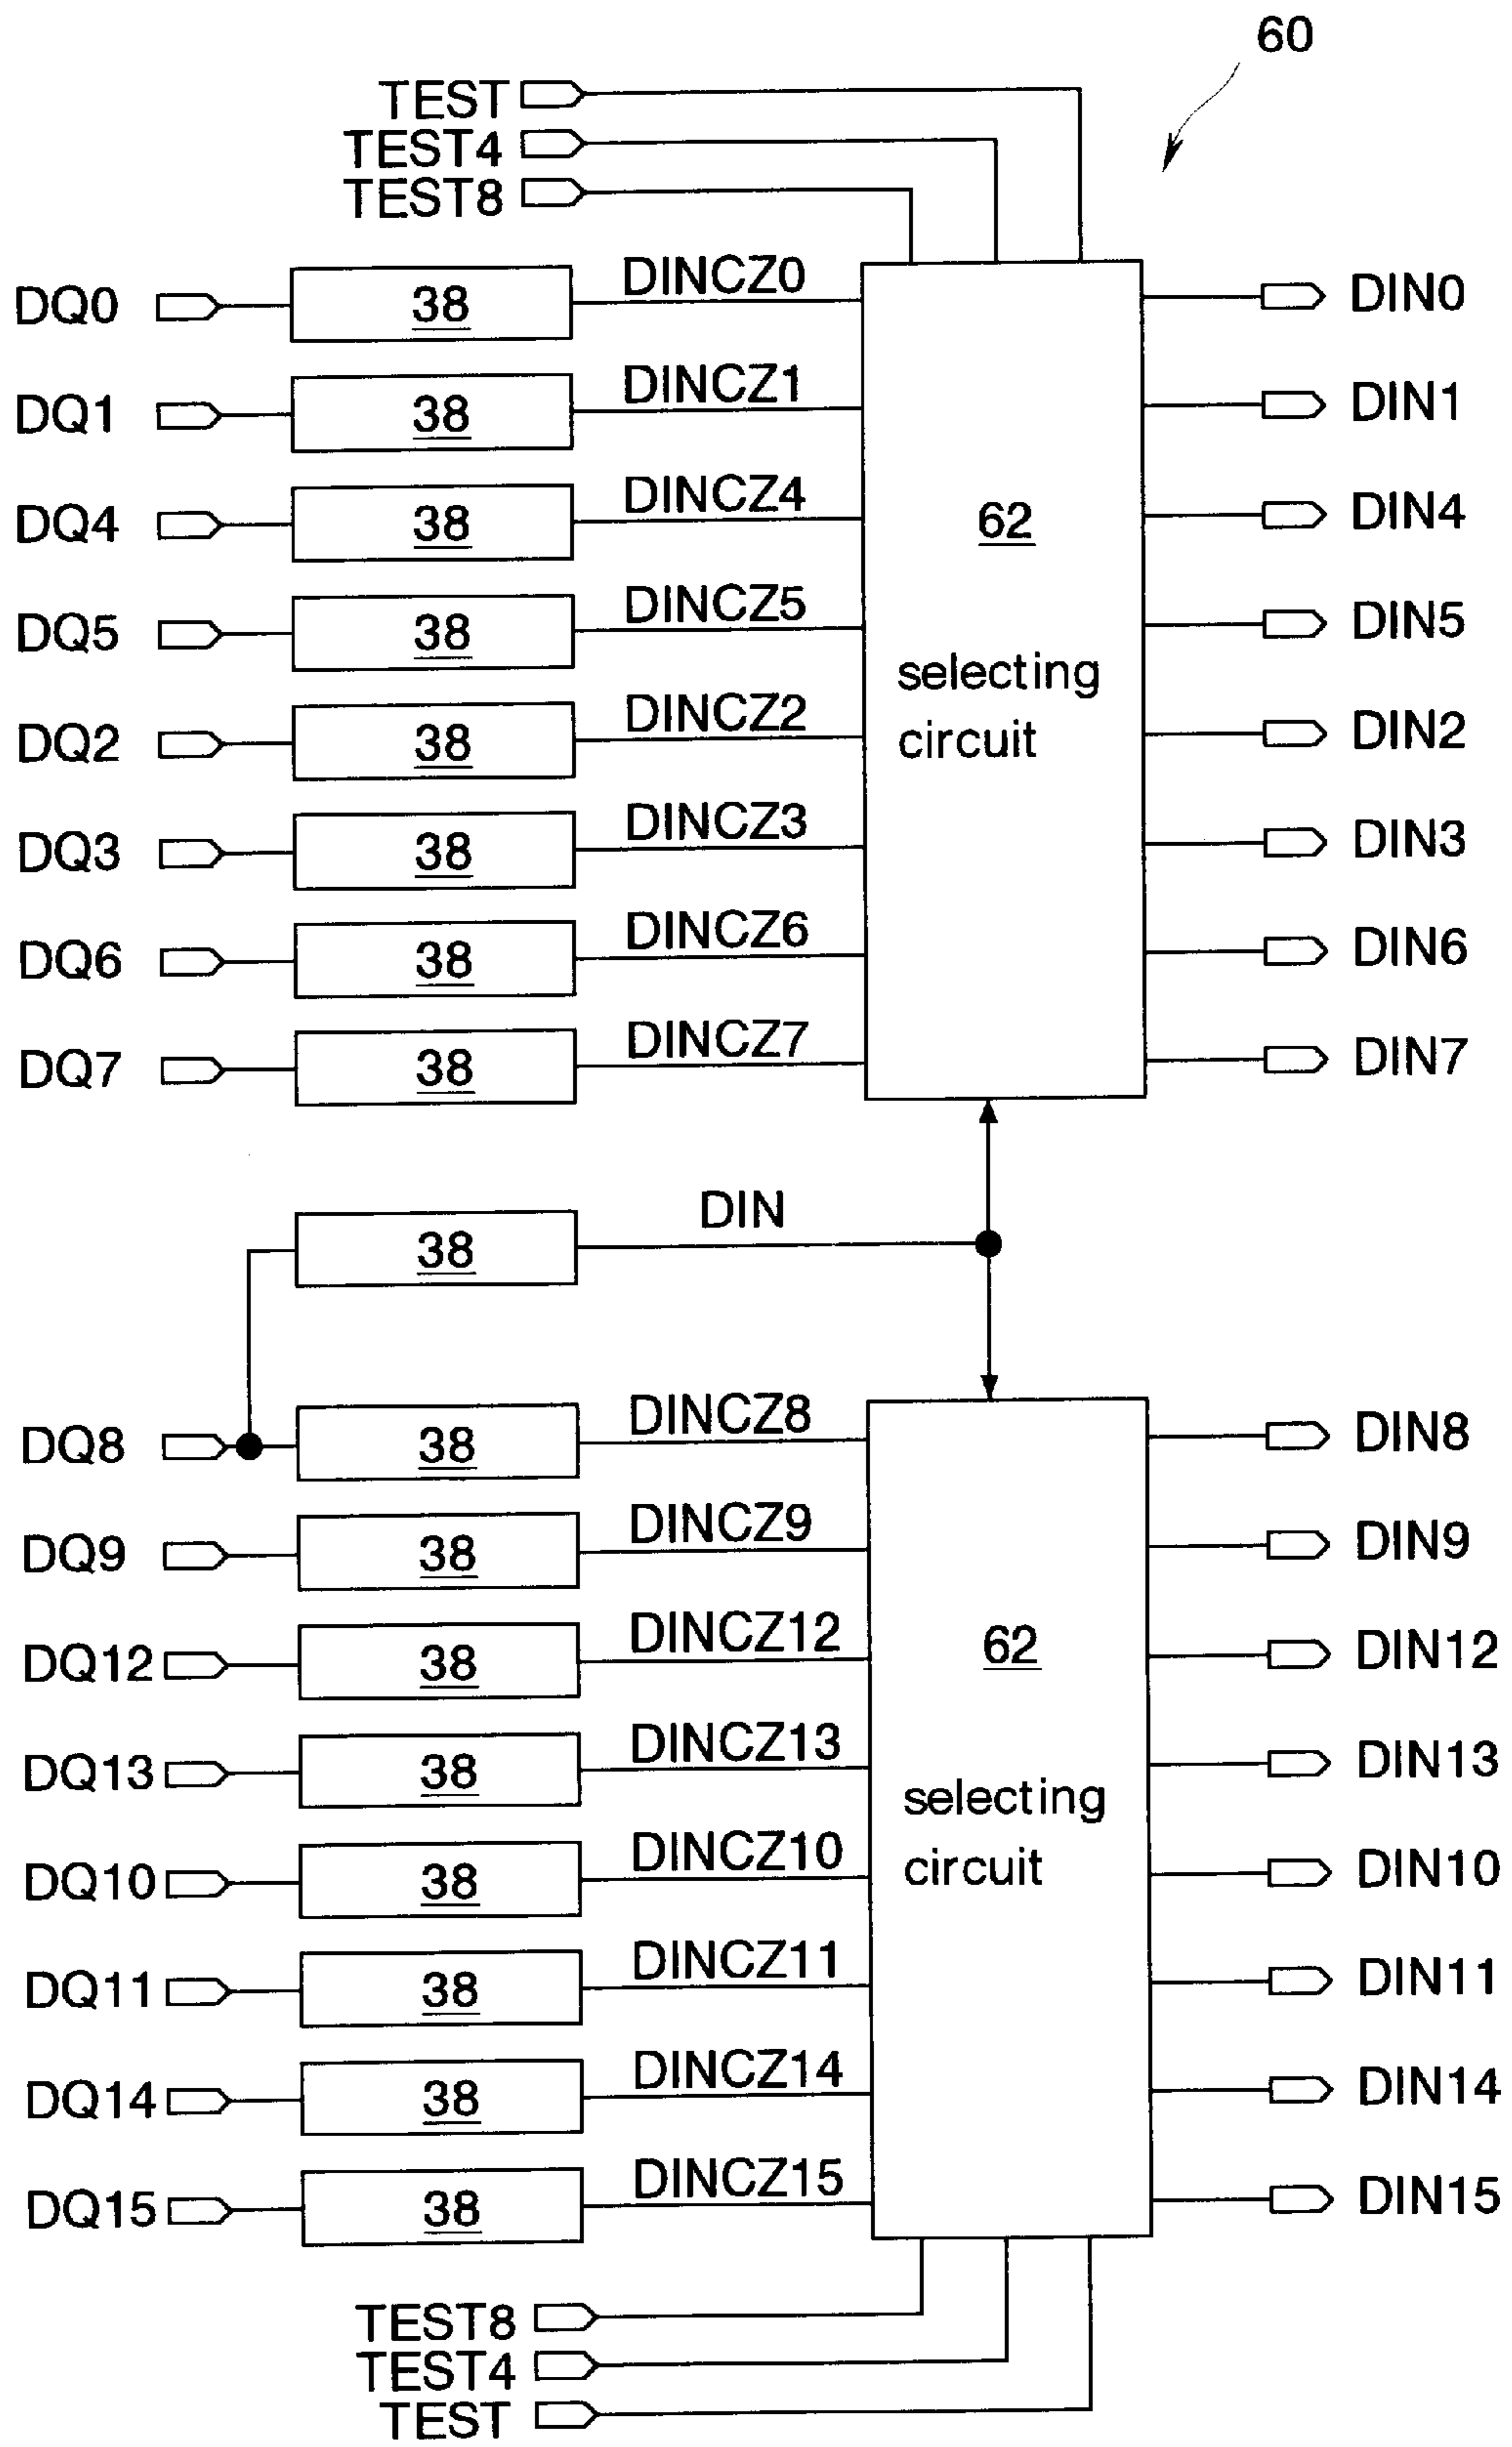 60
TEST
TEST4
TEST8
DQ0 38 DINCZ0 DIN0
DQ1 38 DINCZ1 DIN1
DQ4 38 DINCZ4 62 DIN4
DQ5 38 DINCZ5 DIN5
selecting
DQ2 38 DINCZ2 circuit DIN2
DQ3 38 DINCZ3 DIN3
DQ6 38 DINCZ6 DIN6
DQ7 38 DINCZ7 DIN7
38 DIN
DQ8 38 DINCZ8 DIN8
DQ9 38 DINCZ9 DIN9
DQ12 38 DINCZ12 62 DIN12
DQ13 38 DINCZ13 DIN13
selecting
DQ10 38 DINCZ10 circuit DIN10
DQ11 38 DINCZ11 DIN11
DQ14 38 DINCZ14 DIN14
DQ15 38 DINCZ15 DIN15
TEST8
TEST4
TEST